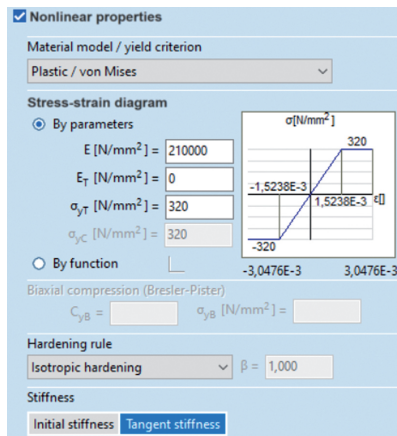 Nonlinear properties
Material model / yield criterion
Plastic / von Mises
Stress-strain diagram
By parameters
E [N/mm²] = 210000
E_T [N/mm²] = 0
σ_yT [N/mm²] = 320
σ_yC [N/mm²] = 320
By function
σ[N/mm²]
320
-1,5238E-3
1,5238E-3
ε[]
-320
-3,0476E-3 3,0476E-3
Biaxial compression (Bresler-Pister)
C_yB = σ_yB [N/mm²] =
Hardening rule
Isotropic hardening β = 1,000
Stiffness
Initial stiffness Tangent stiffness